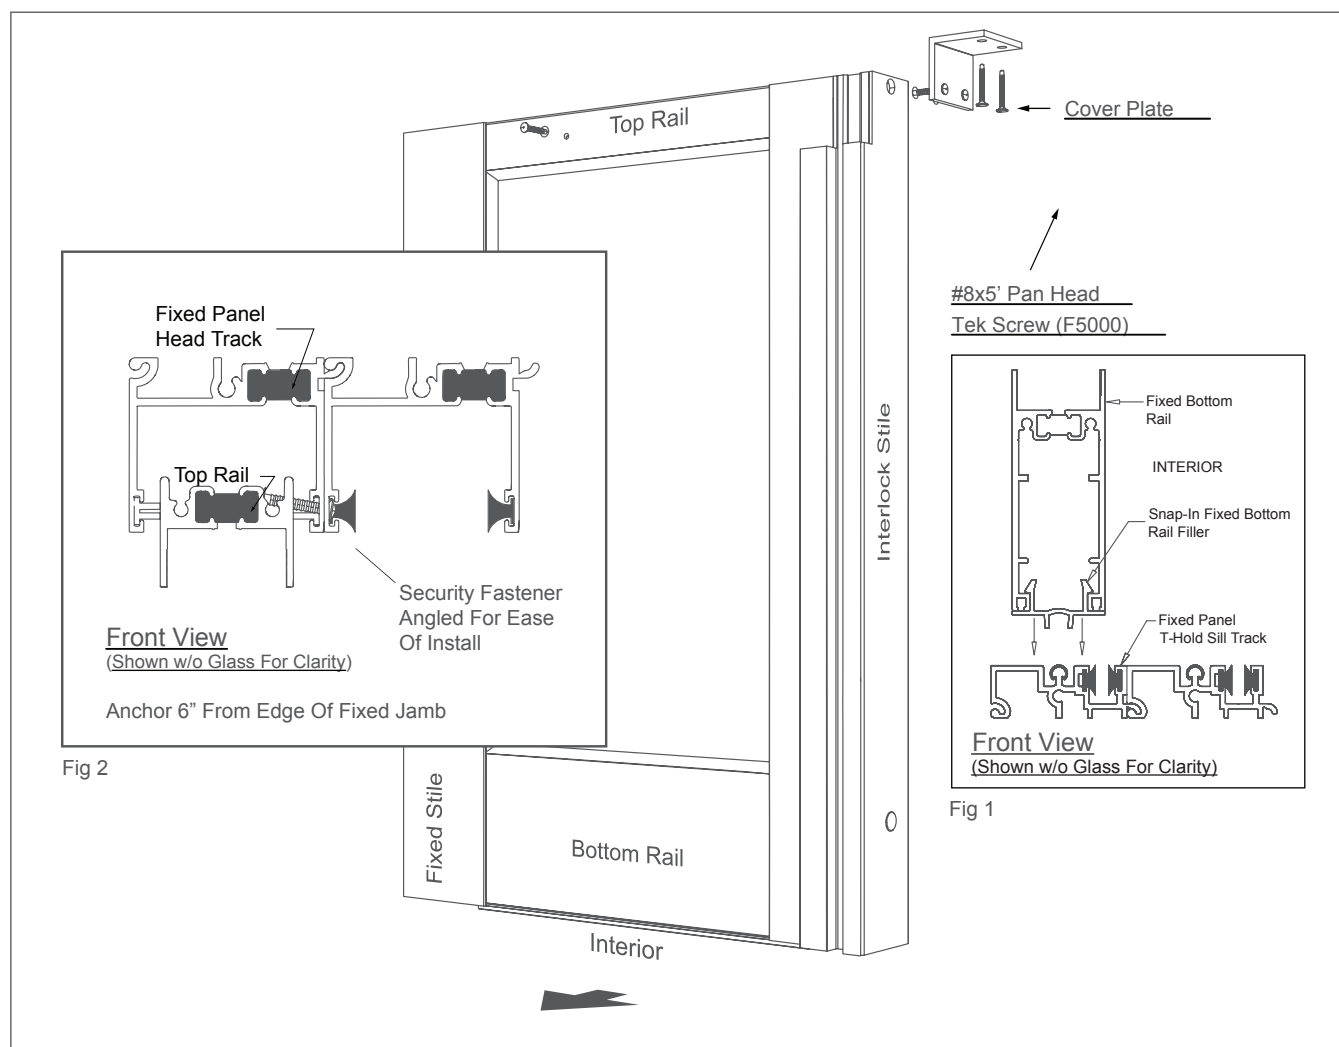 Top Rail
Cover Plate
#8x5’ Pan Head
Tek Screw (F5000)
Interlock Stile
Fixed Stile
Bottom Rail
Interior
Fixed Panel
Head Track
Top Rail
Security Fastener
Angled For Ease
Of Install
Front View
(Shown w/o Glass For Clarity)
Anchor 6” From Edge Of Fixed Jamb
Fig 2
Fixed Bottom
Rail
INTERIOR
Snap-In Fixed Bottom
Rail Filler
Fixed Panel
T-Hold Sill Track
Front View
(Shown w/o Glass For Clarity)
Fig 1